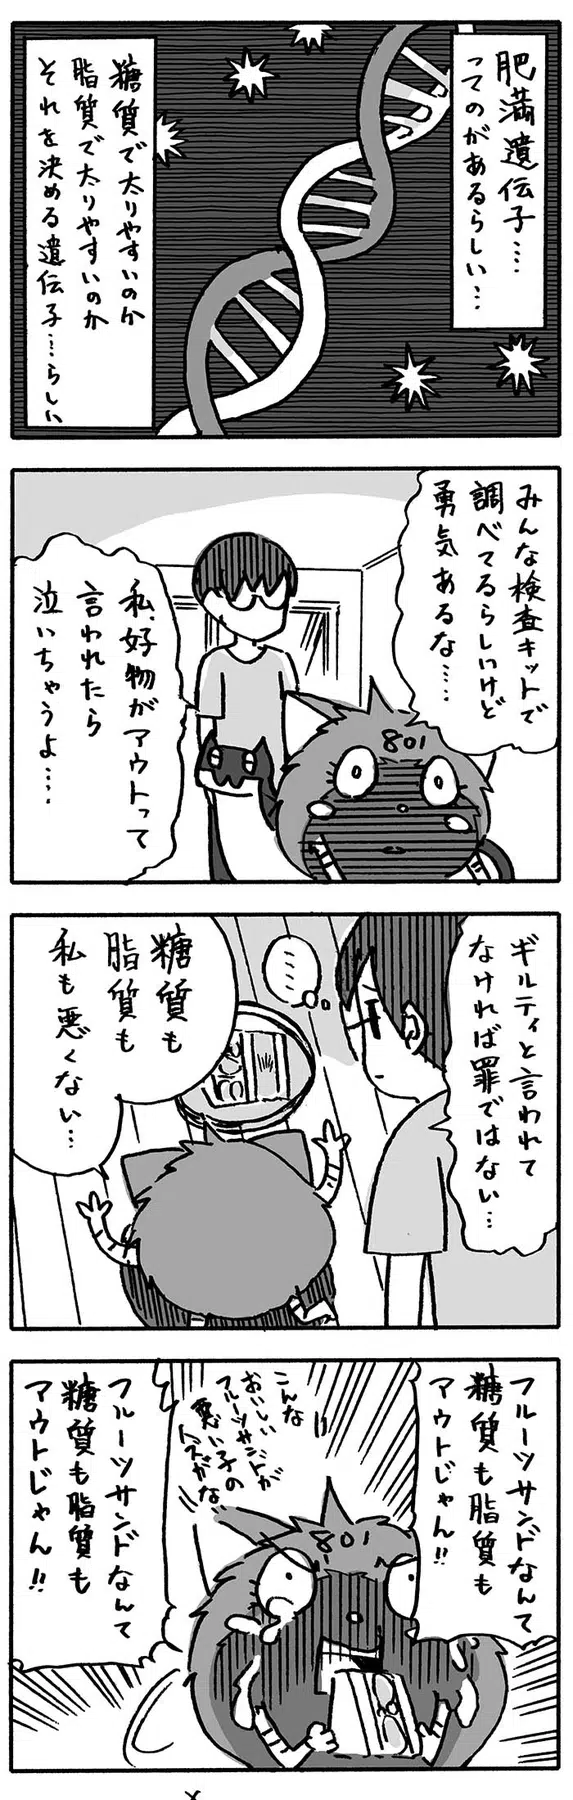 肥満遺伝子…
ってのがあるらしい…
糖質で太りやすいのか
脂質で太りやすいのか
それを決める遺伝子…らしい
みんな検査キットで
調べてるらしいけど
勇気あるな……
801
私、好物がアウトって
言われたら
泣いちゃうよ……
ギルティと言われて
なければ罪ではない…
……
糖質も
脂質も
私も悪くない…
フルーツサンドなんて
糖質も脂質も
アウトじゃん!!
こんな
おいしい
フルーツサンドが
悪い子の
ハズがな
い
801
フルーツサンドなんて
糖質も脂質も
アウトじゃん!!